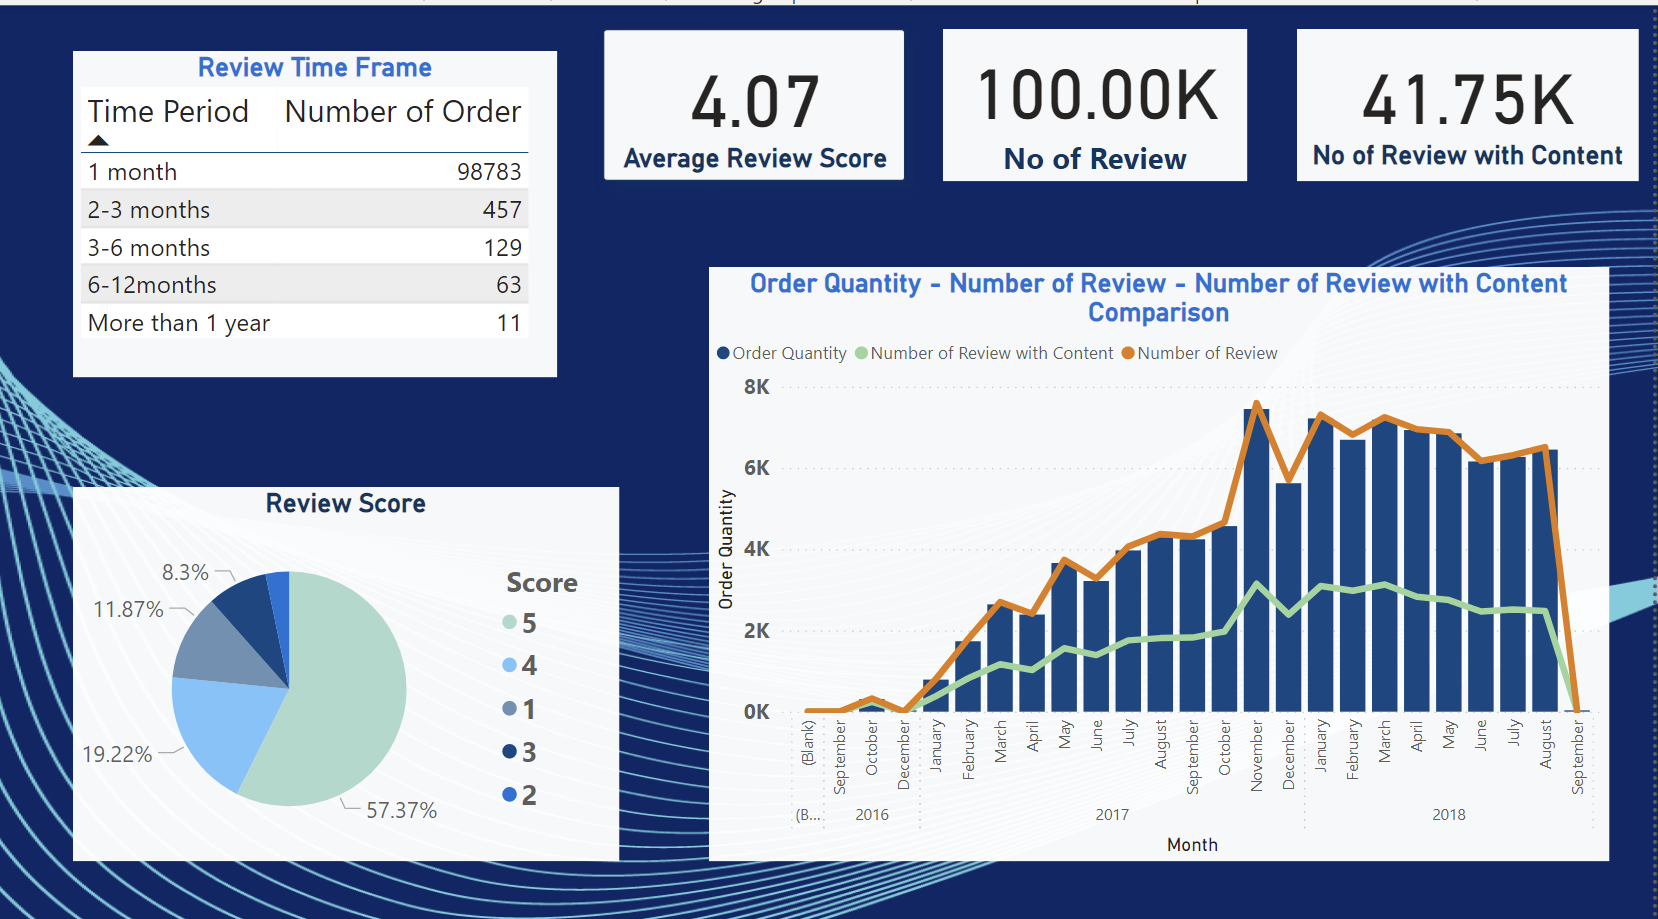 Review Time Frame
Time Period Number of Order
1 month 98783
2-3 months 457
3-6 months 129
6-12months 63
More than 1 year 11
4.07
Average Review Score
100.00K
No of Review
41.75K
No of Review with Content
Review Score
8.3%
11.87%
19.22%
57.37%
Score
5
4
1
3
2
Order Quantity - Number of Review - Number of Review with Content
Comparison
Order Quantity Number of Review with Content Number of Review
8K
6K
4K
2K
0K
Order Quantity
(Blank) September October December January February March April May June July August September October November December January February March April May June July August September
(B... 2016 2017 2018
Month